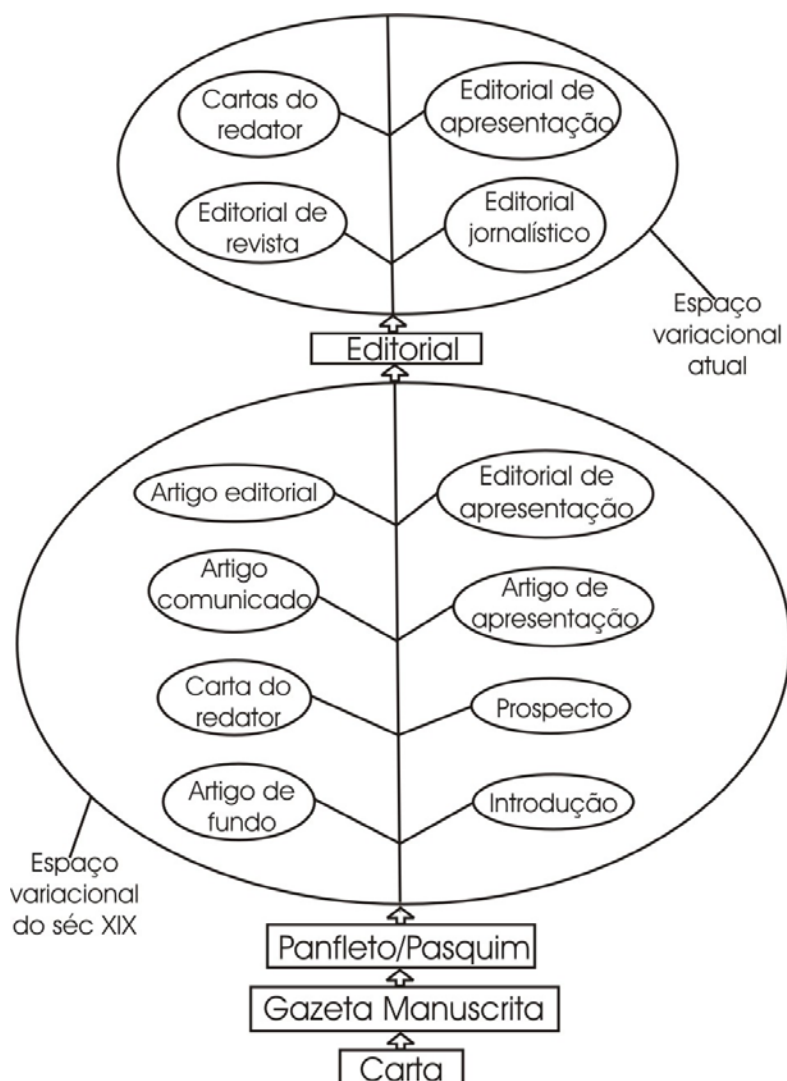 Cartas do
redator
Editorial de
apresentação
Editorial de
revista
Editorial
jornalístico
Espaço
variacional
atual
Editorial
Artigo editorial
Editorial de
apresentação
Artigo
comunicado
Artigo de
apresentação
Carta do
redator
Prospecto
Artigo de
fundo
Introdução
Espaço
variacional
do séc XIX
Panfleto/Pasquim
Gazeta Manuscrita
Carta